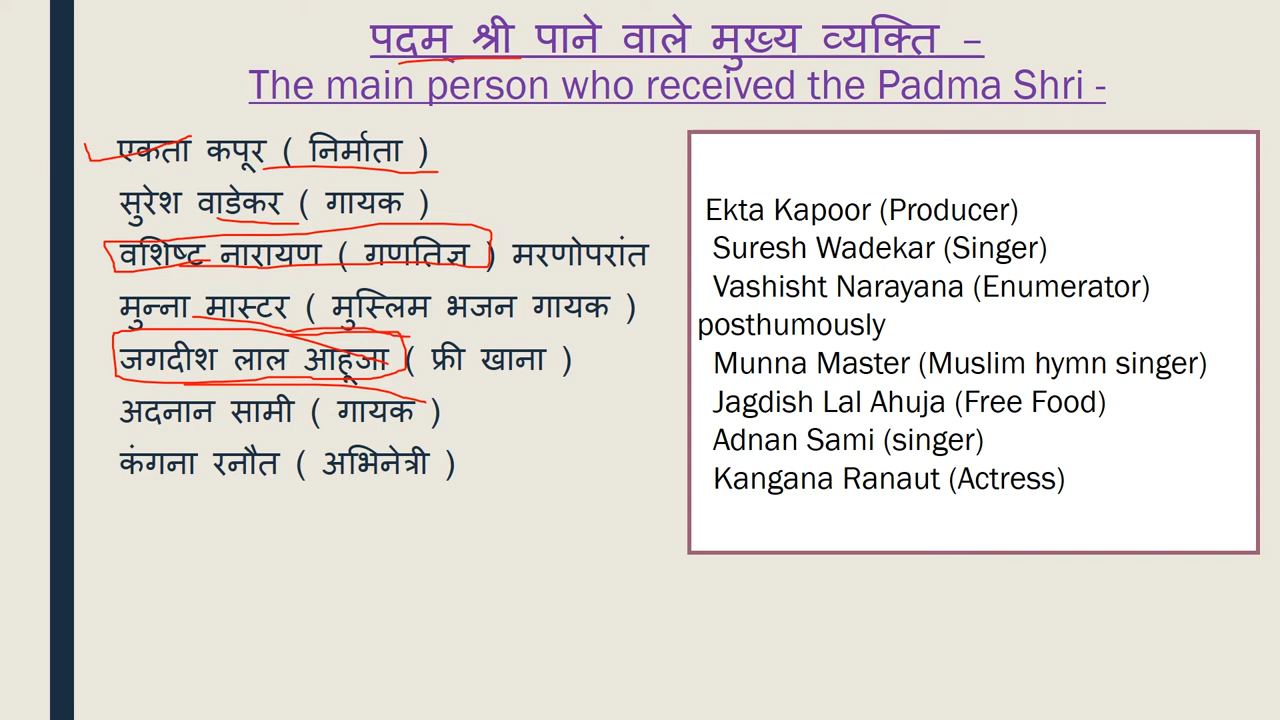 पदम् श्री पाने वाले मुख्य व्यक्ति –
The main person who received the Padma Shri -
एकता कपूर ( निर्माता )
सुरेश वाडेकर ( गायक )
वशिष्ट नारायण ( गणतिज्ञ ) मरणोपरांत
मुन्ना मास्टर ( मुस्लिम भजन गायक )
जगदीश लाल आहूजा ( फ्री खाना )
अदनान सामी ( गायक )
कंगना रनौत ( अभिनेत्री )
Ekta Kapoor (Producer)
Suresh Wadekar (Singer)
Vashisht Narayana (Enumerator)
posthumously
Munna Master (Muslim hymn singer)
Jagdish Lal Ahuja (Free Food)
Adnan Sami (singer)
Kangana Ranaut (Actress)